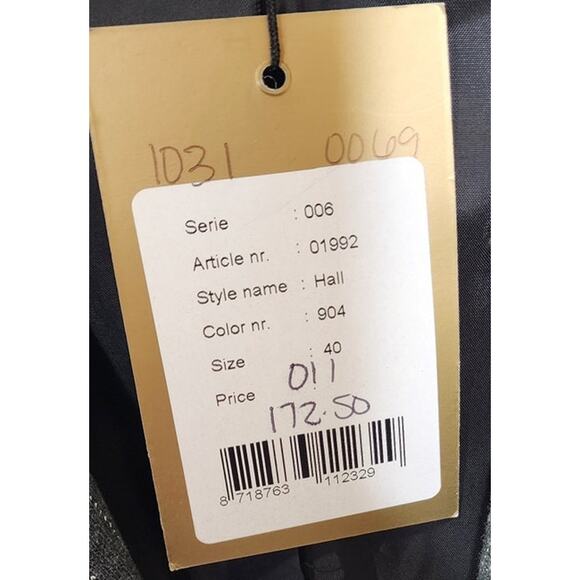 1031 0069
Serie : 006
Article nr. : 01992
Style name : Hall
Color nr. : 904
Size : 40
Price 011
172.50
8 718763 112329